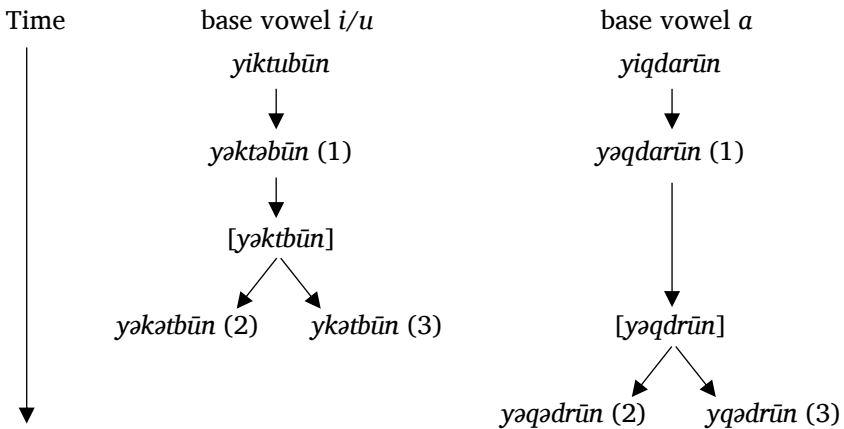 Time base vowel i/u base vowel a
yiktubūn yiqdarūn
yəktəbūn (1) yəqdarūn (1)
[yəktbūn]
yəkətbūn (2) ykətbūn (3) [yəqdrūn]
yəqədrūn (2) yqədrūn (3)